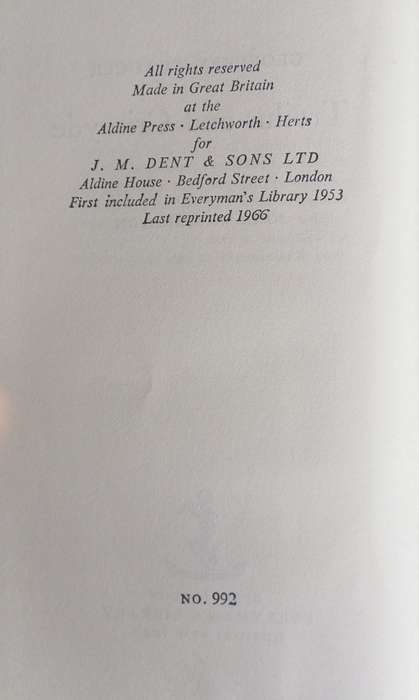 All rights reserved
Made in Great Britain
at the
Aldine Press · Letchworth · Herts
for
J. M. DENT & SONS LTD
Aldine House · Bedford Street · London
First included in Everyman's Library 1953
Last reprinted 1966
NO. 992